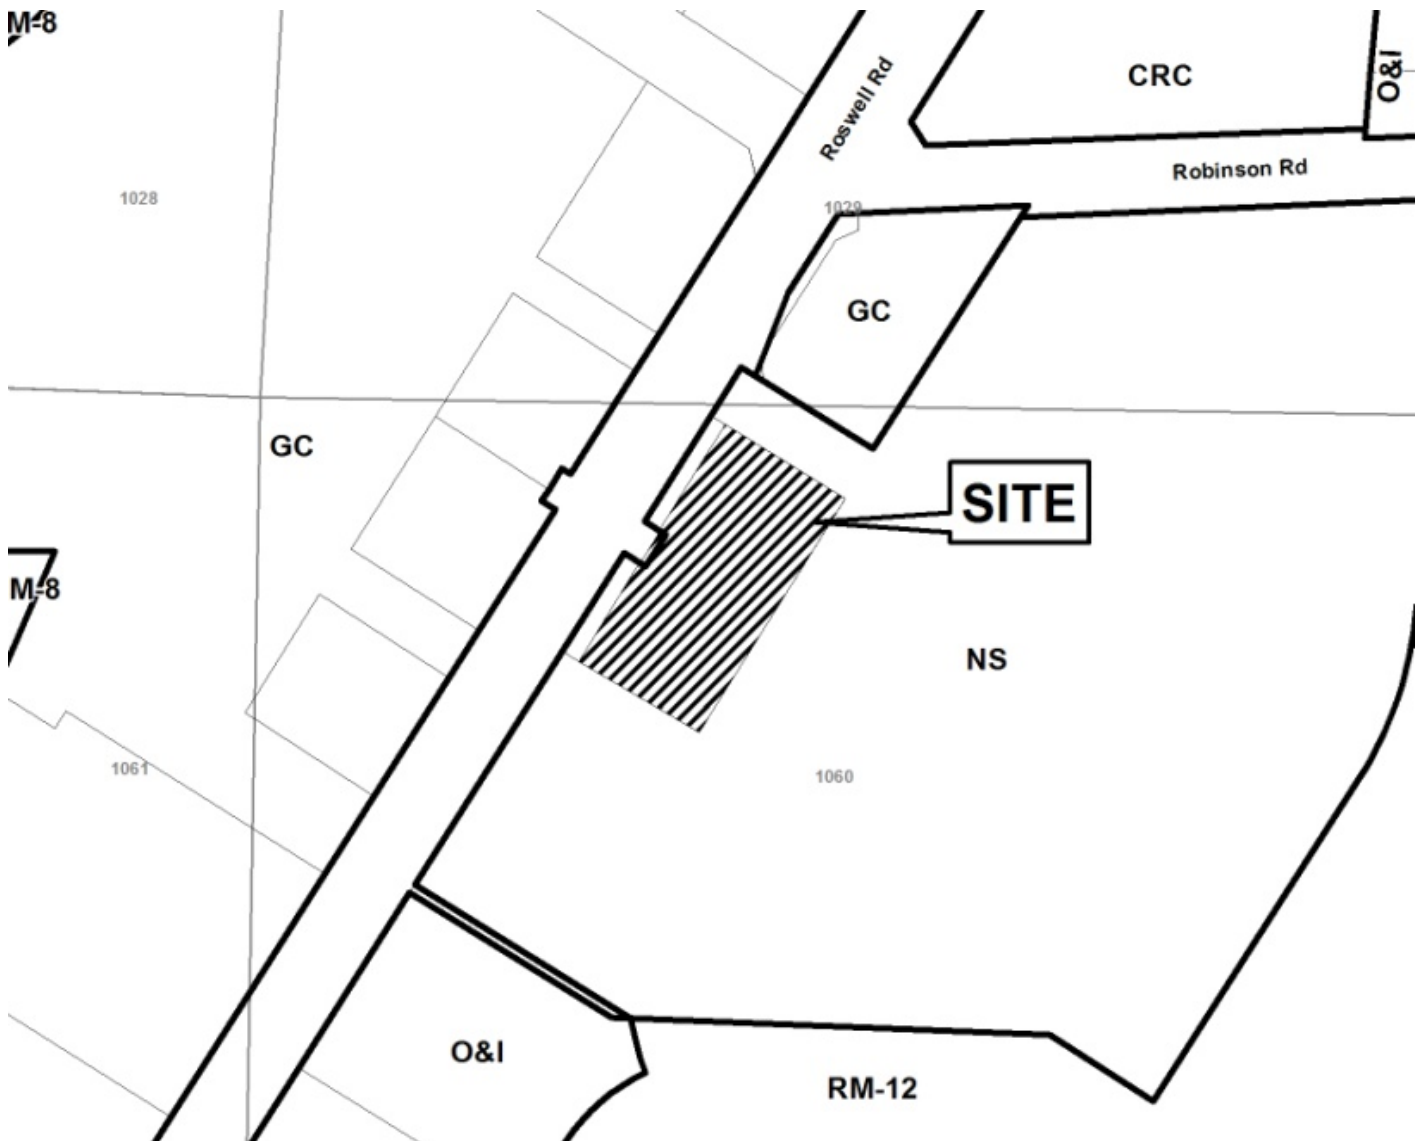 M-8
CRC
O&I
Roswell Rd
Robinson Rd
1028
1029
GC
GC
SITE
M-8
NS
1061
1060
O&I
RM-12